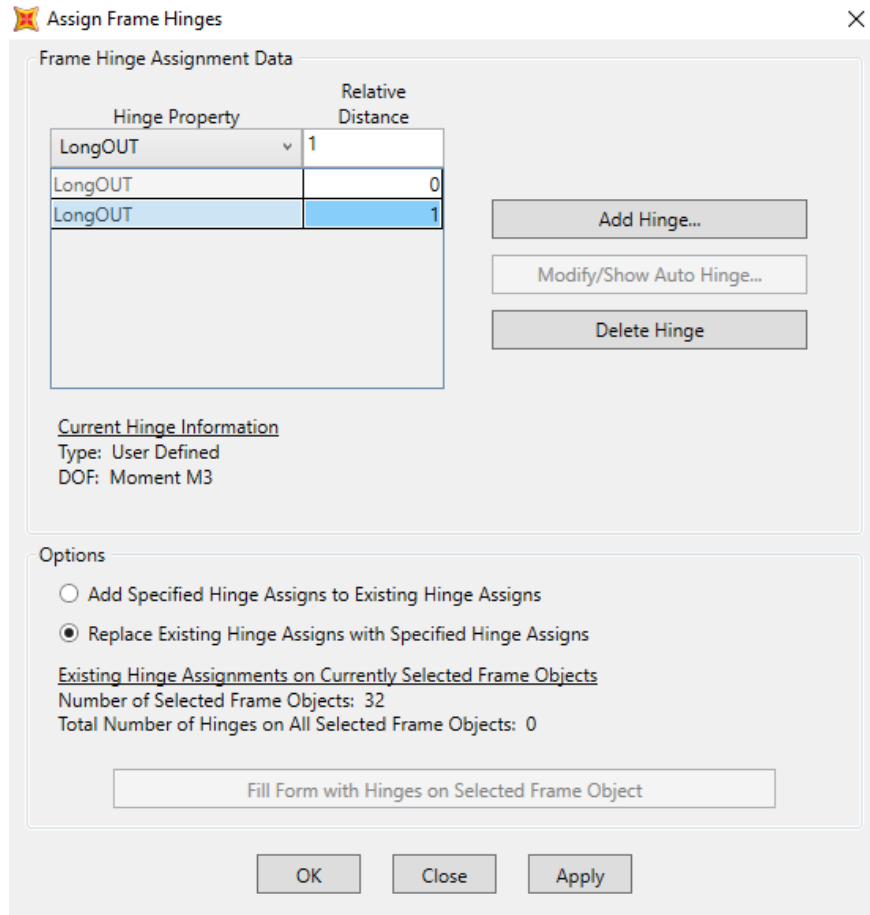 Assign Frame Hinges
Frame Hinge Assignment Data
Relative
Hinge Property Distance
LongOUT 1
LongOUT 0
LongOUT 1
Add Hinge...
Modify/Show Auto Hinge...
Delete Hinge
Current Hinge Information
Type: User Defined
DOF: Moment M3
Options
Add Specified Hinge Assigns to Existing Hinge Assigns
Replace Existing Hinge Assigns with Specified Hinge Assigns
Existing Hinge Assignments on Currently Selected Frame Objects
Number of Selected Frame Objects: 32
Total Number of Hinges on All Selected Frame Objects: 0
Fill Form with Hinges on Selected Frame Object
OK Close Apply